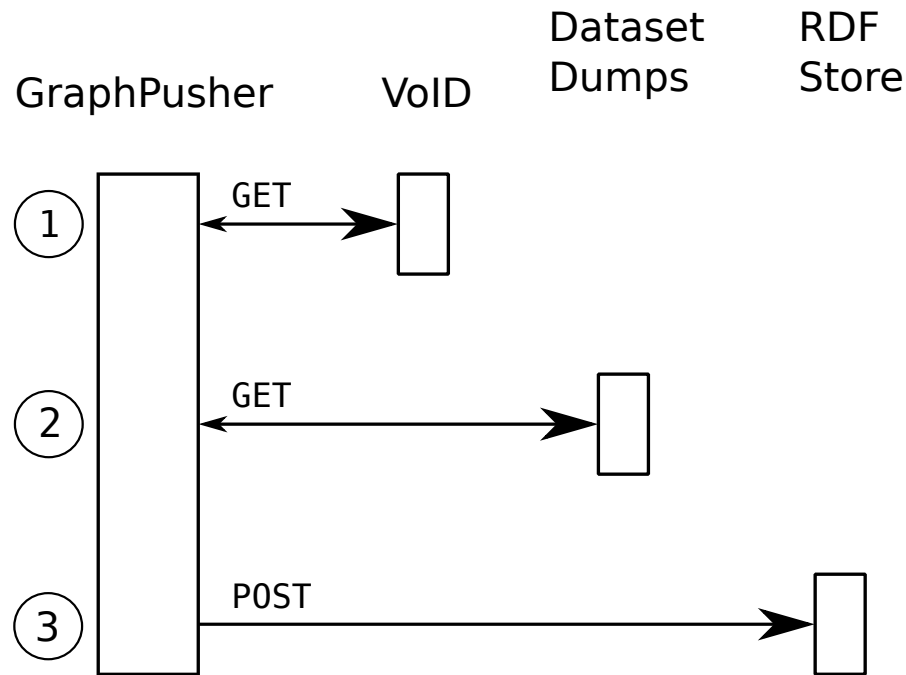 GraphPusher
VoID
Dataset
Dumps
RDF
Store
1
GET
2
GET
3
POST